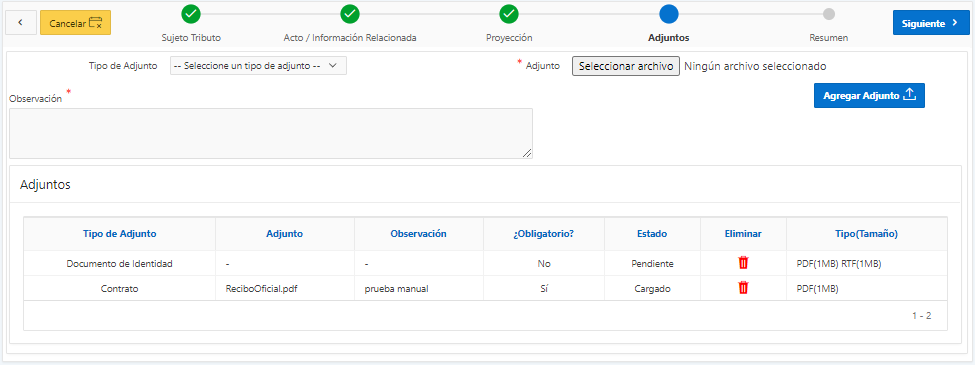 Cancelar
Sujeto Tributo
Acto / Información Relacionada
Proyección
Adjuntos
Resumen
Siguiente
Tipo de Adjunto -- Seleccione un tipo de adjunto -- * Adjunto Seleccionar archivo Ningún archivo seleccionado
Observación *
Agregar Adjunto
Adjuntos
Tipo de Adjunto Adjunto Observación ¿Obligatorio? Estado Eliminar Tipo(Tamaño)
Documento de Identidad - - No Pendiente PDF(1MB) RTF(1MB)
Contrato ReciboOficial.pdf prueba manual Sí Cargado PDF(1MB)
1 - 2